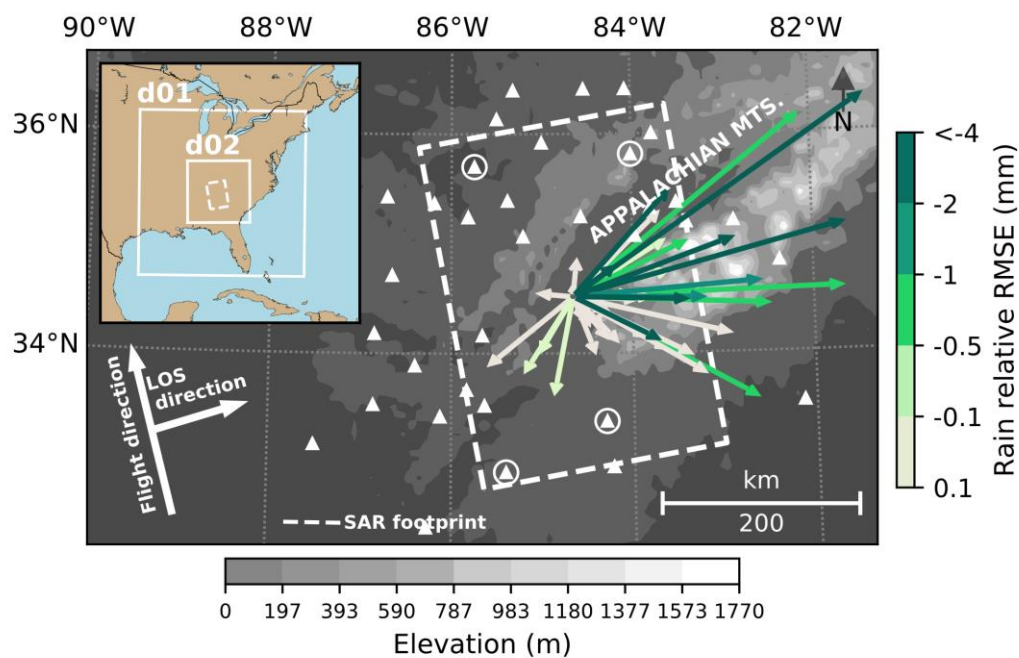 90°W 88°W 86°W 84°W 82°W
36°N
34°N
d01
d02
APPALACHIAN MTS.
N
Flight direction
LOS
direction
SAR footprint
km
200
<-4
-2
-1
-0.5
-0.1
0.1
Rain relative RMSE (mm)
0 197 393 590 787 983 1180 1377 1573 1770
Elevation (m)